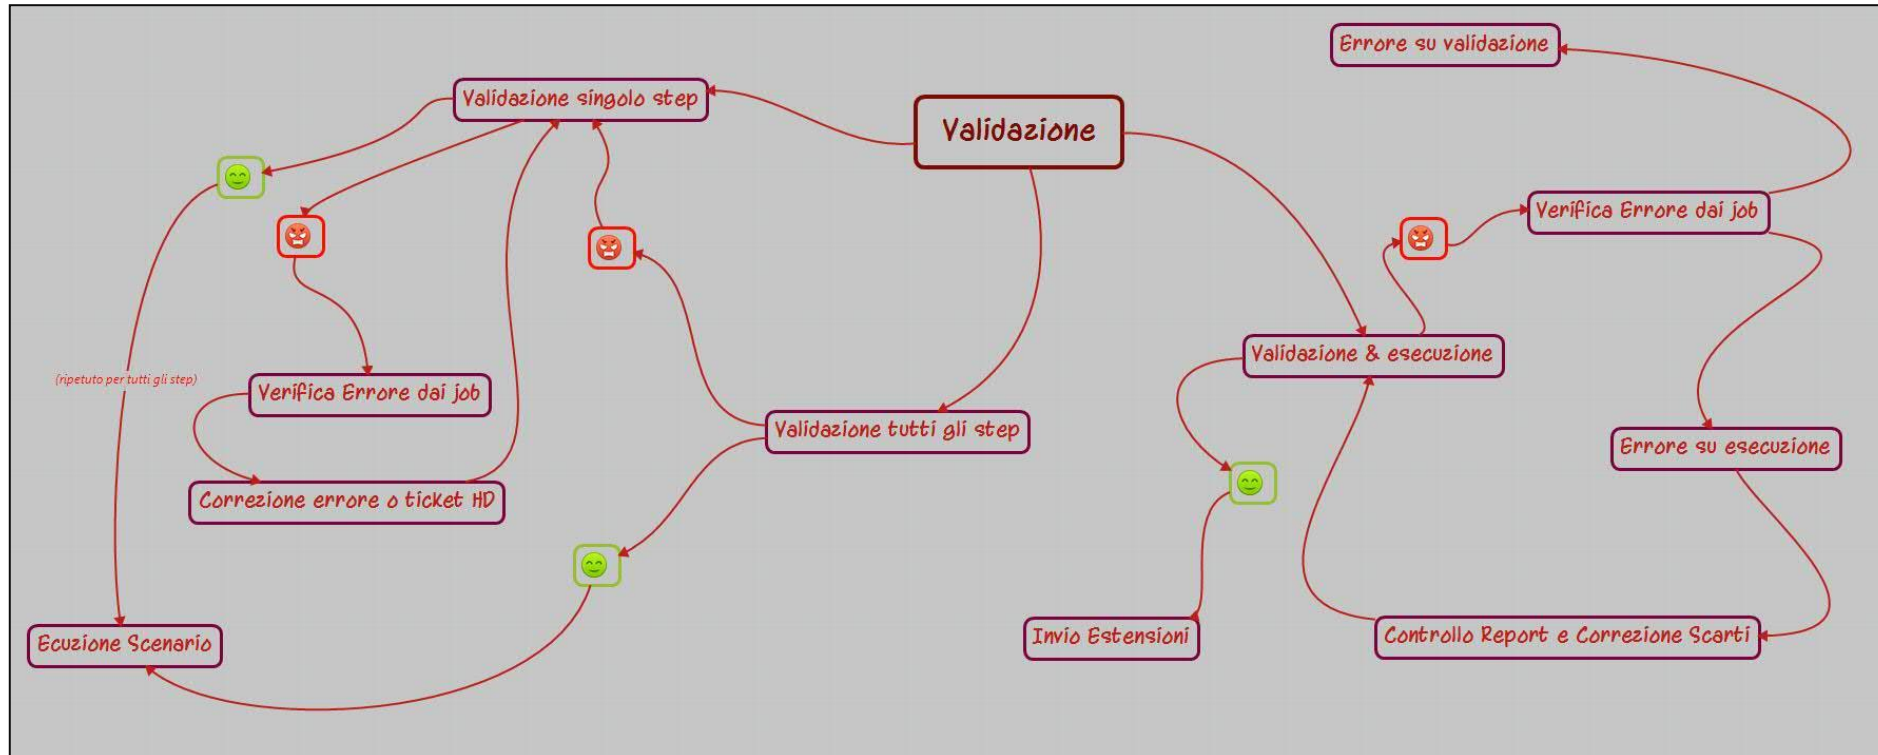 Errore su validazione
Validazione singolo step
Validazione
Verifica Errore dai job
Validazione & esecuzione
(ripetuto per tutti gli step)
Verifica Errore dai job
Validazione tutti gli step
Errore su esecuzione
Correzione errore o ticket HD
Ecuzione Scenario
Invio Estensioni
Controllo Report e Correzione Scarti